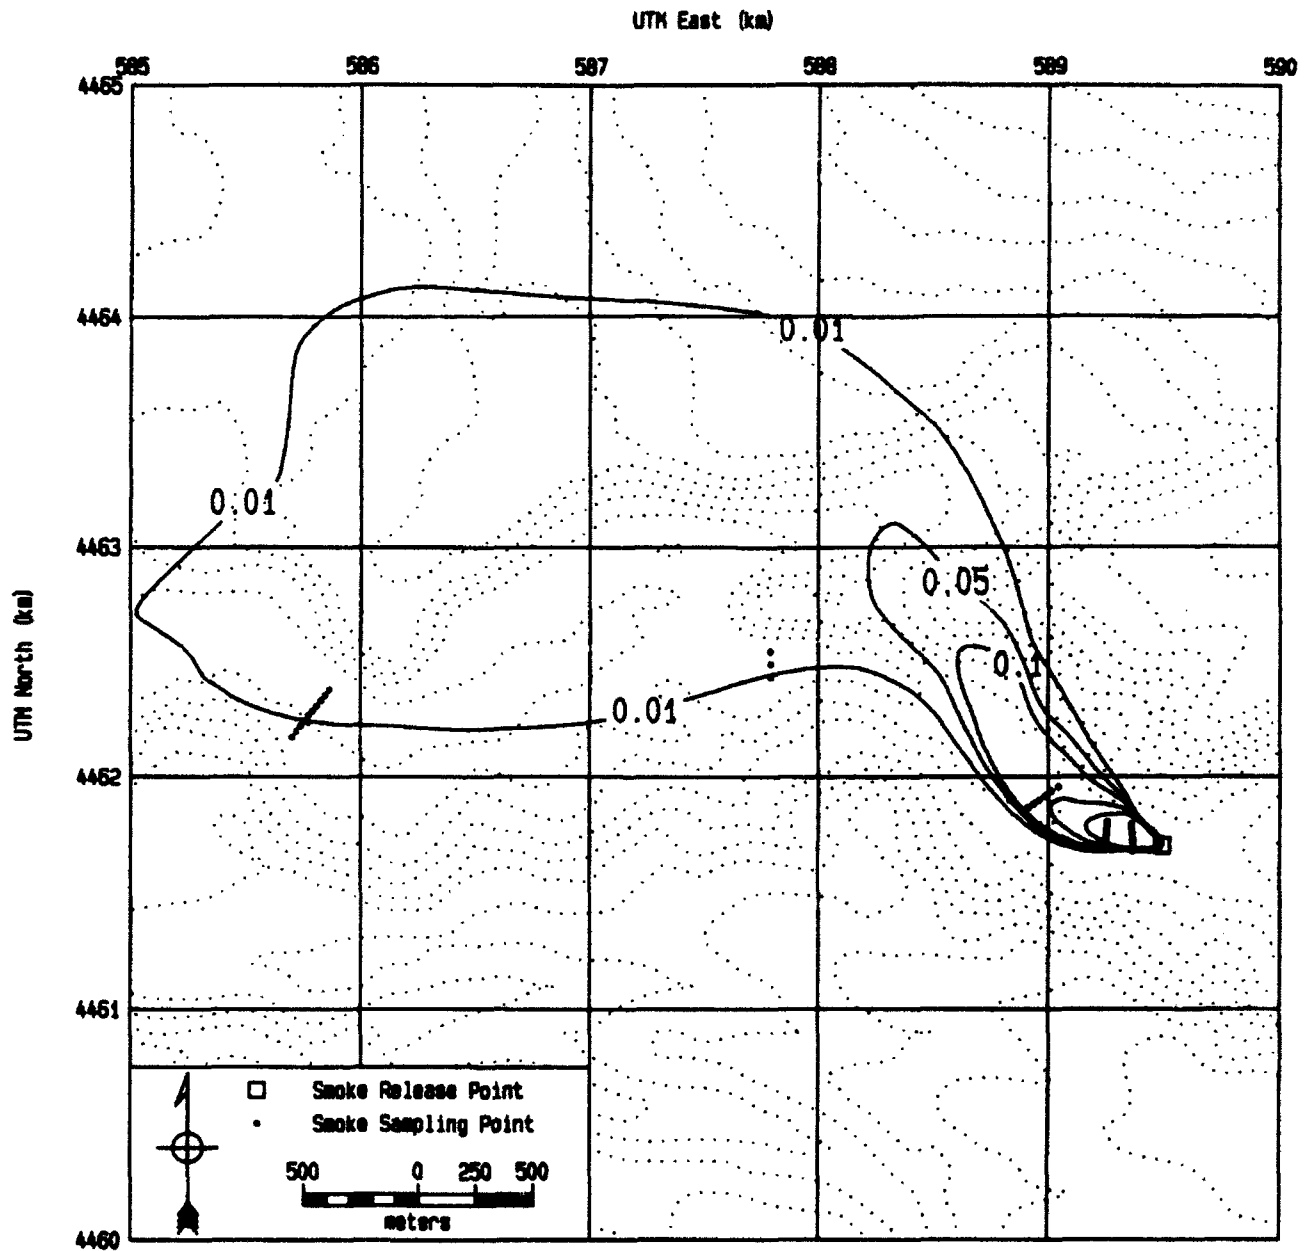 UTM East (km)
585 586 587 588 589 590
4465
4464
0.01
0.01
4463
0.05
0.1
UTM North (km)
0.01
4462
4461
Smoke Release Point
Smoke Sampling Point
500 0 250 500
meters
4460